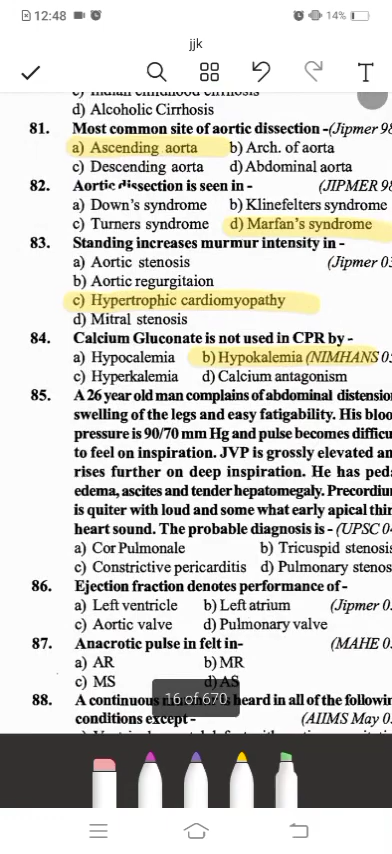 12:48
14%
jjk
T
c) Indian childhood cirrhosis
d) Alcoholic Cirrhosis
81. Most common site of aortic dissection -(Jipmer 98
a) Ascending aorta b) Arch. of aorta
c) Descending aorta d) Abdominal aorta
82. Aortic dissection is seen in - (JIPMER 98
a) Down's syndrome b) Klinefelters syndrome
c) Turners syndrome d) Marfan's syndrome
83. Standing increases murmur intensity in -
a) Aortic stenosis (Jipmer 03
b) Aortic regurgitaion
c) Hypertrophic cardiomyopathy
d) Mitral stenosis
84. Calcium Gluconate is not used in CPR by -
a) Hypocalemia b) Hypokalemia (NIMHANS 03
c) Hyperkalemia d) Calcium antagonism
85. A 26 year old man complains of abdominal distensio
swelling of the legs and easy fatigability. His bloo
pressure is 90/70 mm Hg and pulse becomes difficu
to feel on inspiration. JVP is grossly elevated an
rises further on deep inspiration. He has ped
edema, ascites and tender hepatomegaly. Precordiu
is quiter with loud and some what early apical thir
heart sound. The probable diagnosis is - (UPSC 0
a) Cor Pulmonale b) Tricuspid stenosi
c) Constrictive pericarditis d) Pulmonary stenos
86. Ejection fraction denotes performance of -
a) Left ventricle b) Left atrium (Jipmer 0
c) Aortic valve d) Pulmonary valve
87. Anacrotic pulse in felt in- (MAHE 0
a) AR b) MR
c) MS d) AS
16 of 670
88. A continuous heard in all of the followin
conditions except - (AIIMS May 0